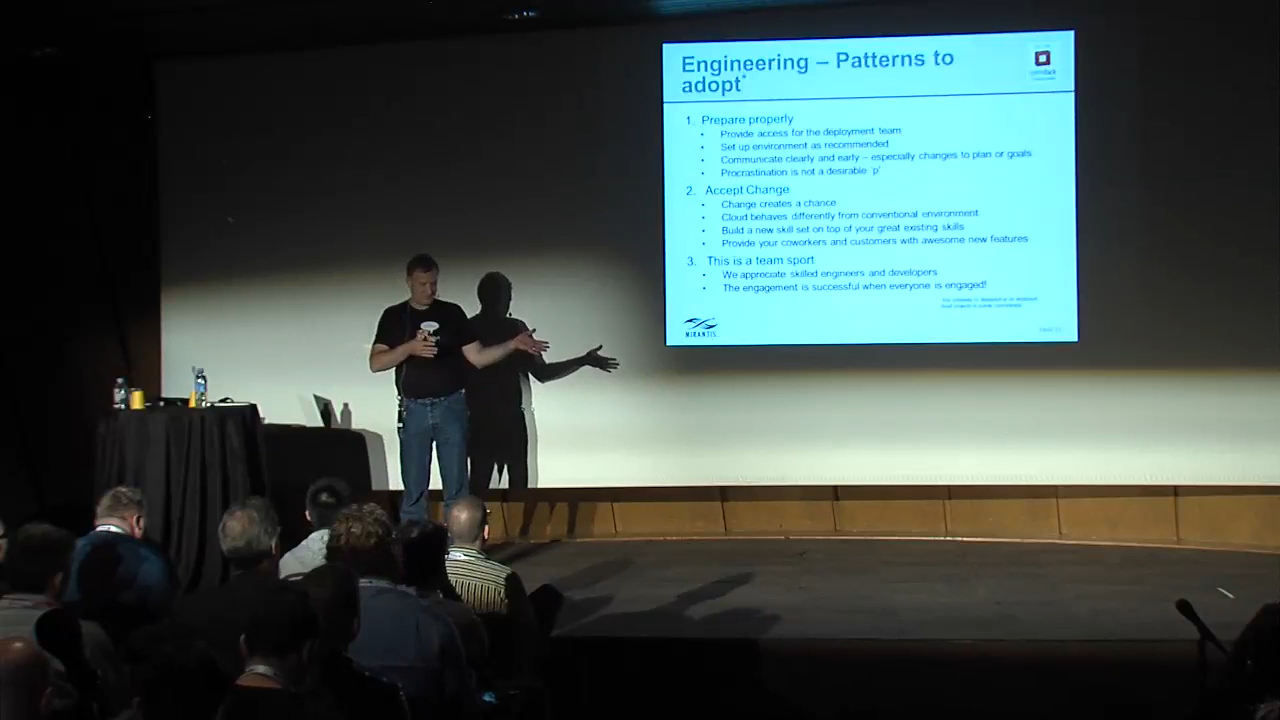 Engineering – Patterns to
adopt*
1. Prepare properly
• Provide access for the deployment team
• Set up environment as recommended
• Communicate clearly and early – especially changes to plan or goals
• Procrastination is not a desirable 'p'
2. Accept Change
• Change creates a chance
• Cloud behaves differently from conventional environment
• Build a new skill set on top of your great existing skills
• Provide your coworkers and customers with awesome new features
3. This is a team sport
• We appreciate skilled engineers and developers
• The engagement is successful when everyone is engaged!
MIRANTIS